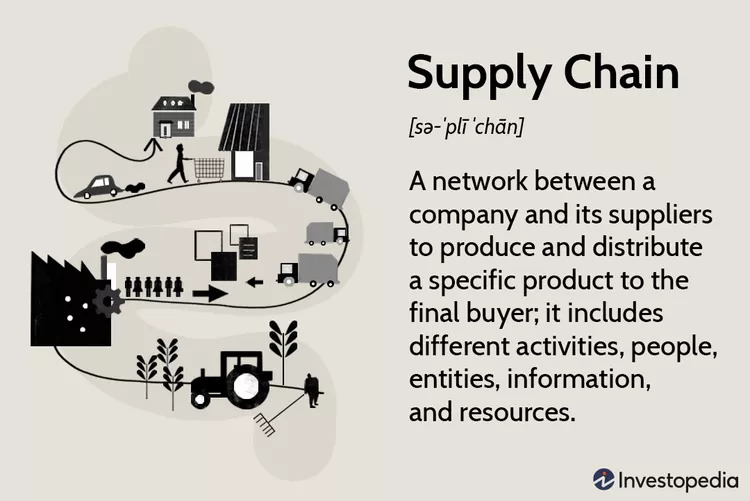 Supply Chain
[sə-ˈplī ˈchān]
A network between a
company and its suppliers
to produce and distribute
a specific product to the
final buyer; it includes
different activities, people,
entities, information,
and resources.
Investopedia